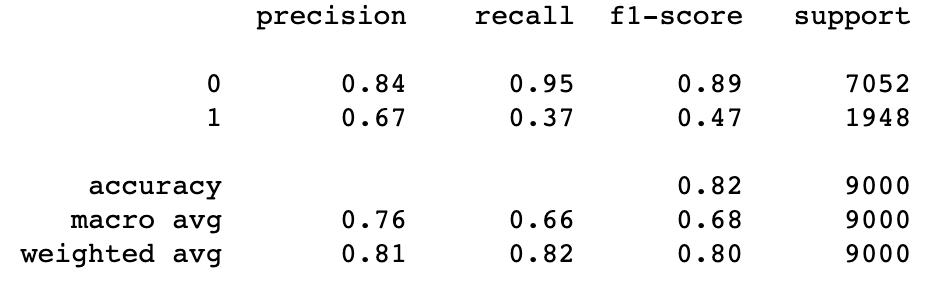 precision recall f1-score support
0 0.84 0.95 0.89 7052
1 0.67 0.37 0.47 1948
accuracy 0.82 9000
macro avg 0.76 0.66 0.68 9000
weighted avg 0.81 0.82 0.80 9000